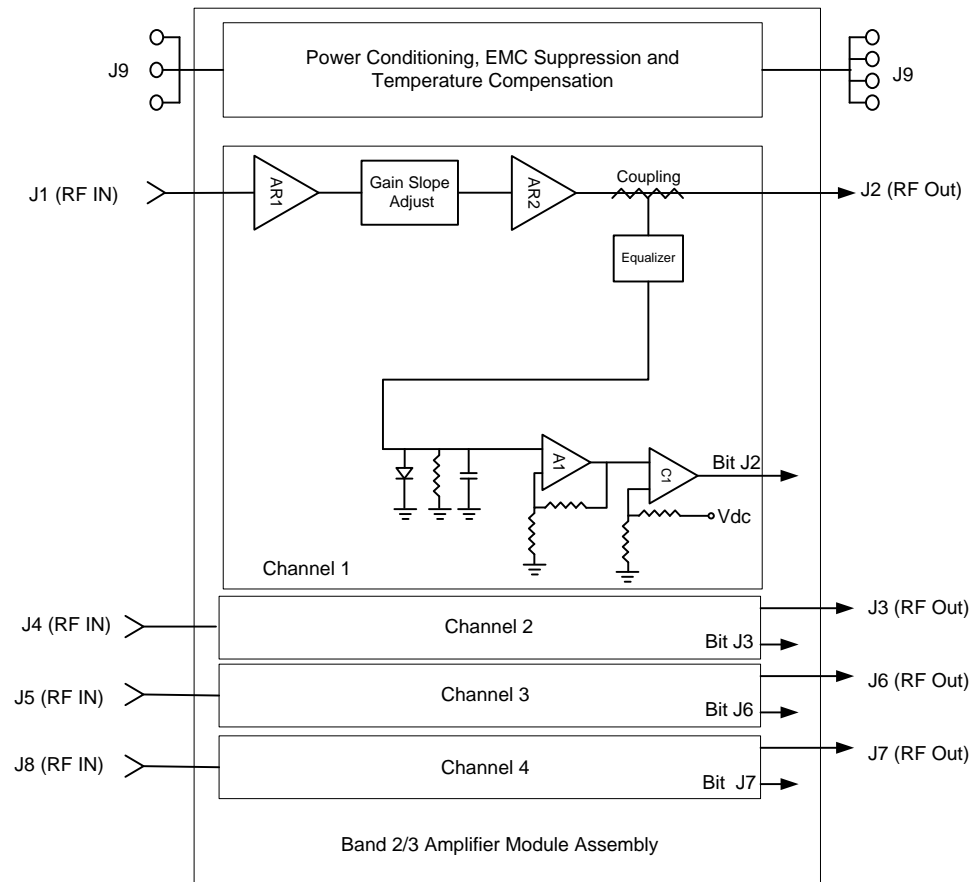 Power Conditioning, EMC Suppression and
Temperature Compensation
J9
J9
J1 (RF IN)
AR1
Gain Slope
Adjust
AR2
Coupling
J2 (RF Out)
Equalizer
A1
C1
Bit J2
Vdc
Channel 1
J4 (RF IN)
Channel 2
J3 (RF Out)
Bit J3
J5 (RF IN)
Channel 3
J6 (RF Out)
Bit J6
J8 (RF IN)
Channel 4
J7 (RF Out)
Bit J7
Band 2/3 Amplifier Module Assembly